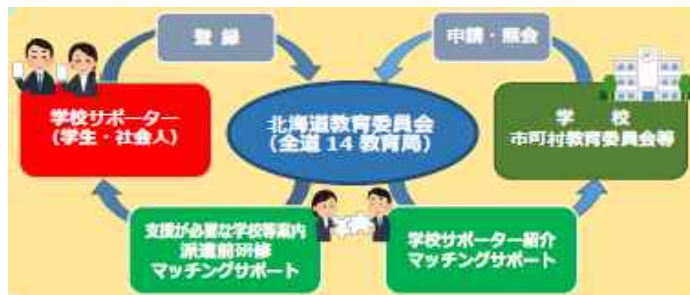 登 録
申請・照会
学校サポーター
(学生・社会人)
北海道教育委員会
(全道 14 教育局)
学 校
市町村教育委員会等
支援が必要な学校等案内
派遣前研修
マッチングサポート
学校サポーター紹介
マッチングサポート